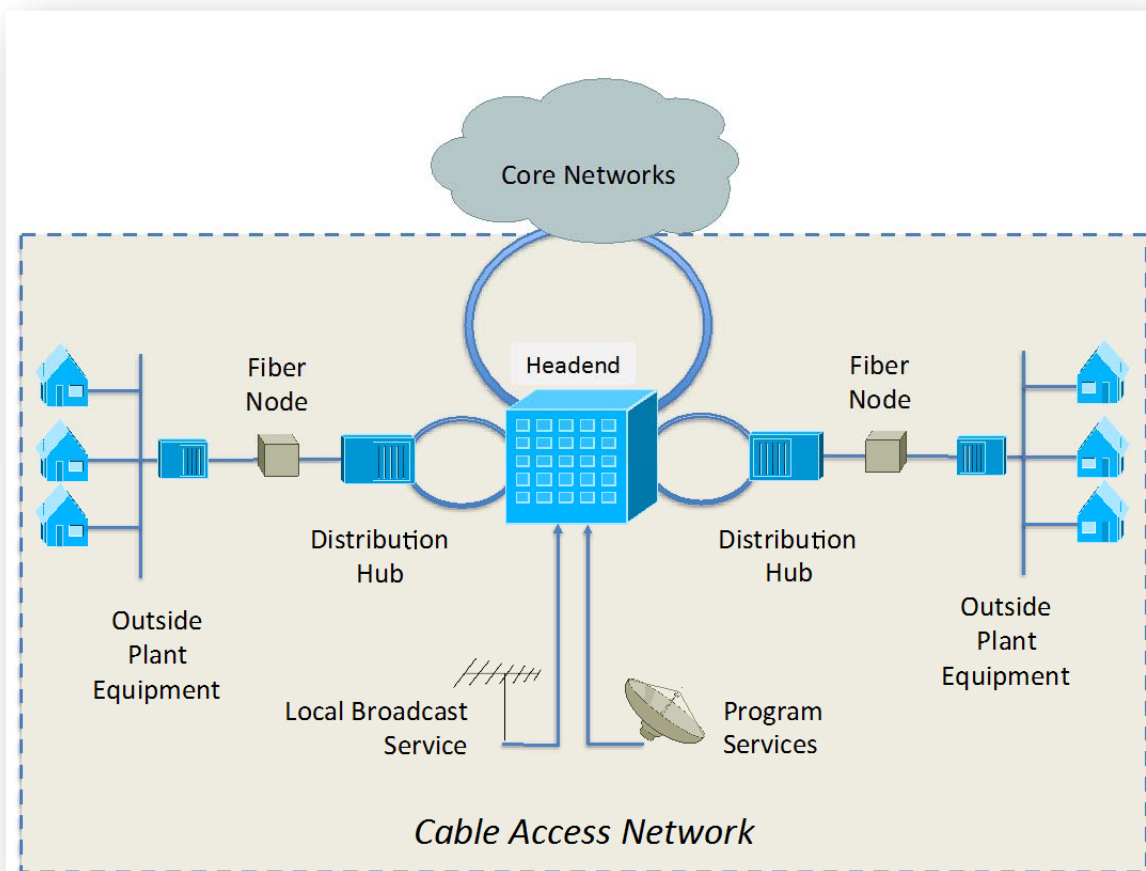 Core Networks
Headend
Fiber
Node
Fiber
Node
Distribution
Hub
Distribution
Hub
Outside
Plant
Equipment
Outside
Plant
Equipment
Local Broadcast
Service
Program
Services
Cable Access Network